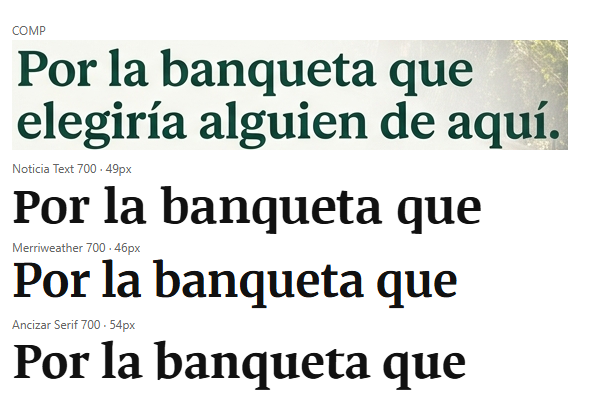 COMP
Por la banqueta que
elegiría alguien de aquí.
Noticia Text 700 · 49px
Por la banqueta que
Merriweather 700 · 46px
Por la banqueta que
Ancizar Serif 700 · 54px
Por la banqueta que